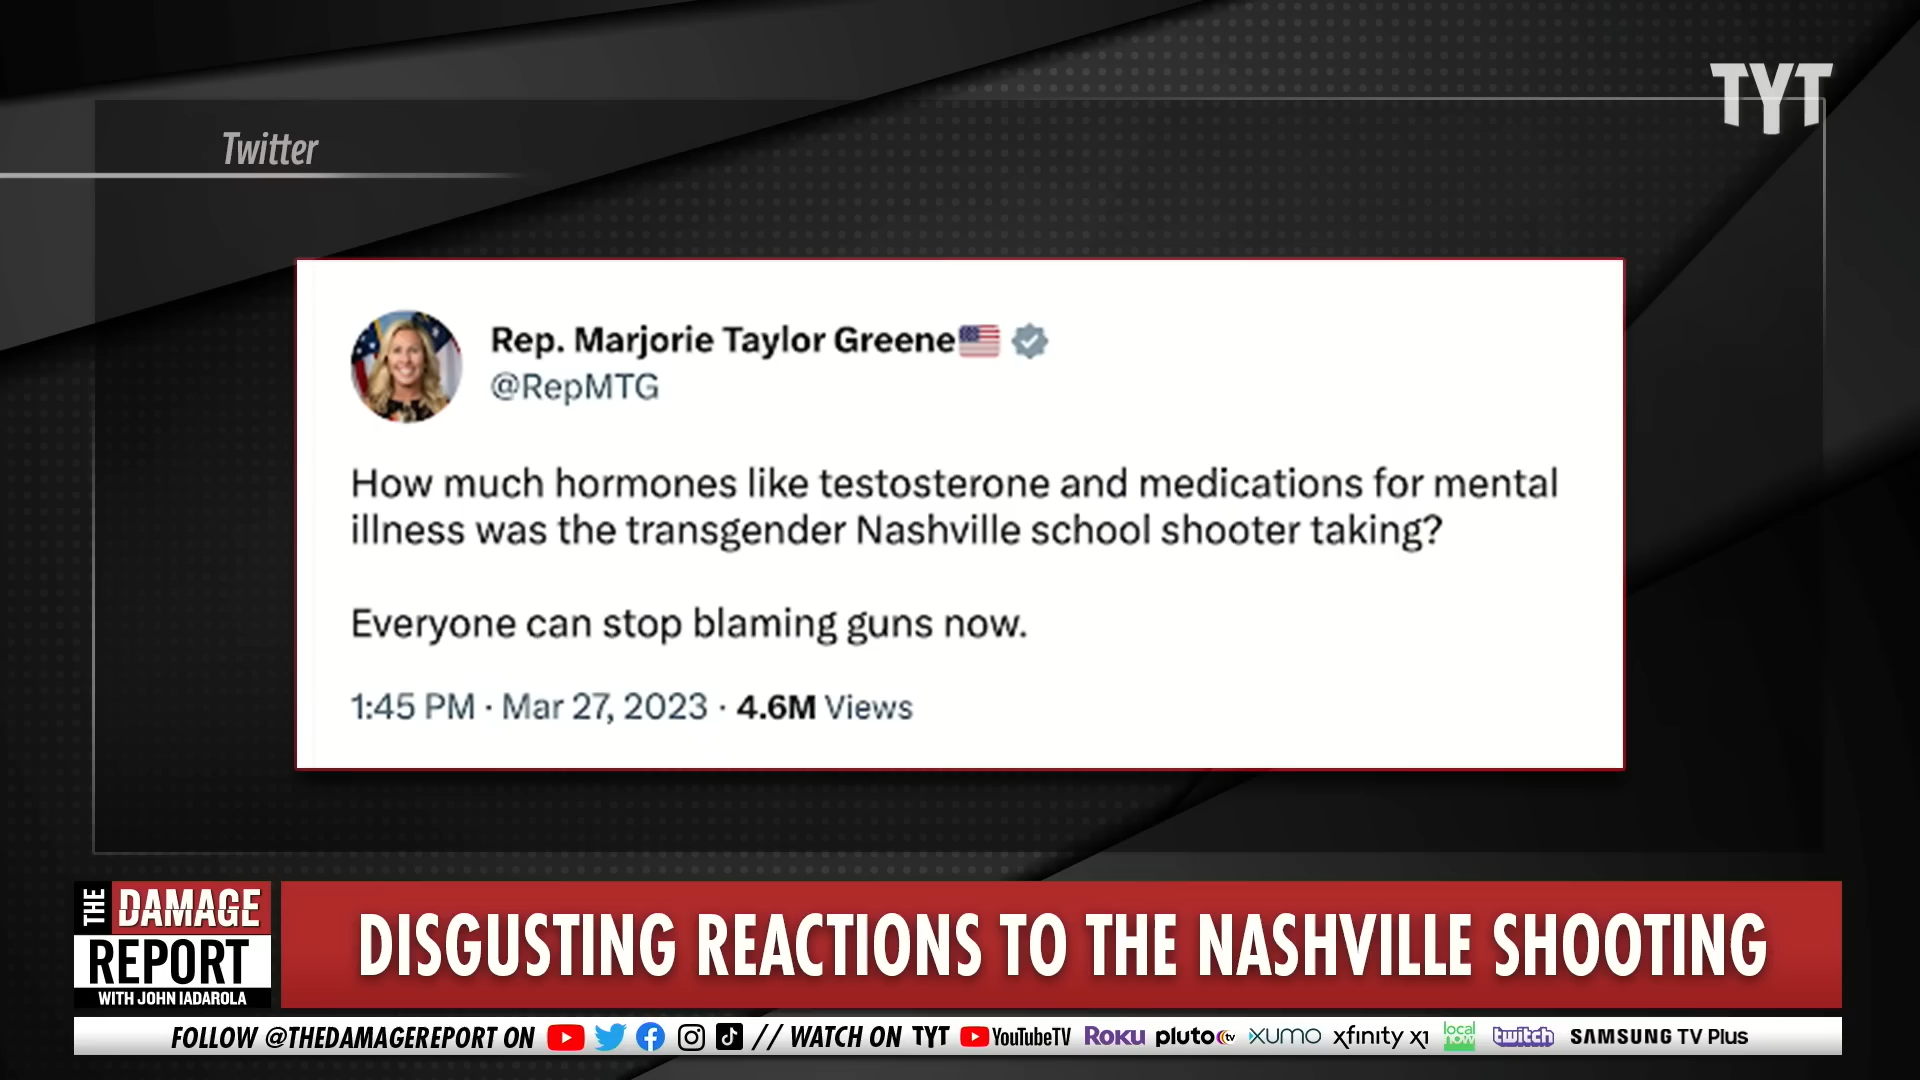 TYT
Twitter
Rep. Marjorie Taylor Greene
@RepMTG
How much hormones like testosterone and medications for mental
illness was the transgender Nashville school shooter taking?
Everyone can stop blaming guns now.
1:45 PM · Mar 27, 2023 · 4.6M Views
THE DAMAGE
REPORT
WITH JOHN IADAROLA
DISGUSTING REACTIONS TO THE NASHVILLE SHOOTING
FOLLOW @THEDAMAGEREPORT ON // WATCH ON TYT YouTubeTV ROKU pluto tv xumo xfinity x1 local now twitch SAMSUNG TV Plus